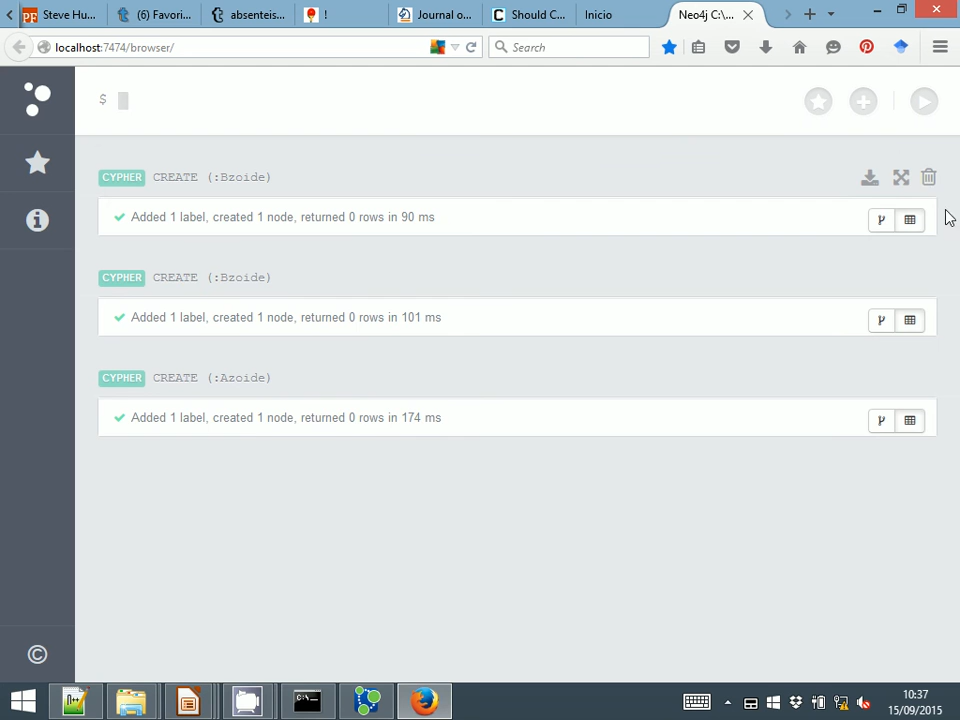 Steve Hu...
(6) Favori...
absenteis...
!
Journal o...
Should C...
Inicio
Neo4j C:\...
localhost:7474/browser/
Search
$
CYPHER CREATE (:Bzoide)
Added 1 label, created 1 node, returned 0 rows in 90 ms
CYPHER CREATE (:Bzoide)
Added 1 label, created 1 node, returned 0 rows in 101 ms
CYPHER CREATE (:Azoide)
Added 1 label, created 1 node, returned 0 rows in 174 ms
10:37
15/09/2015